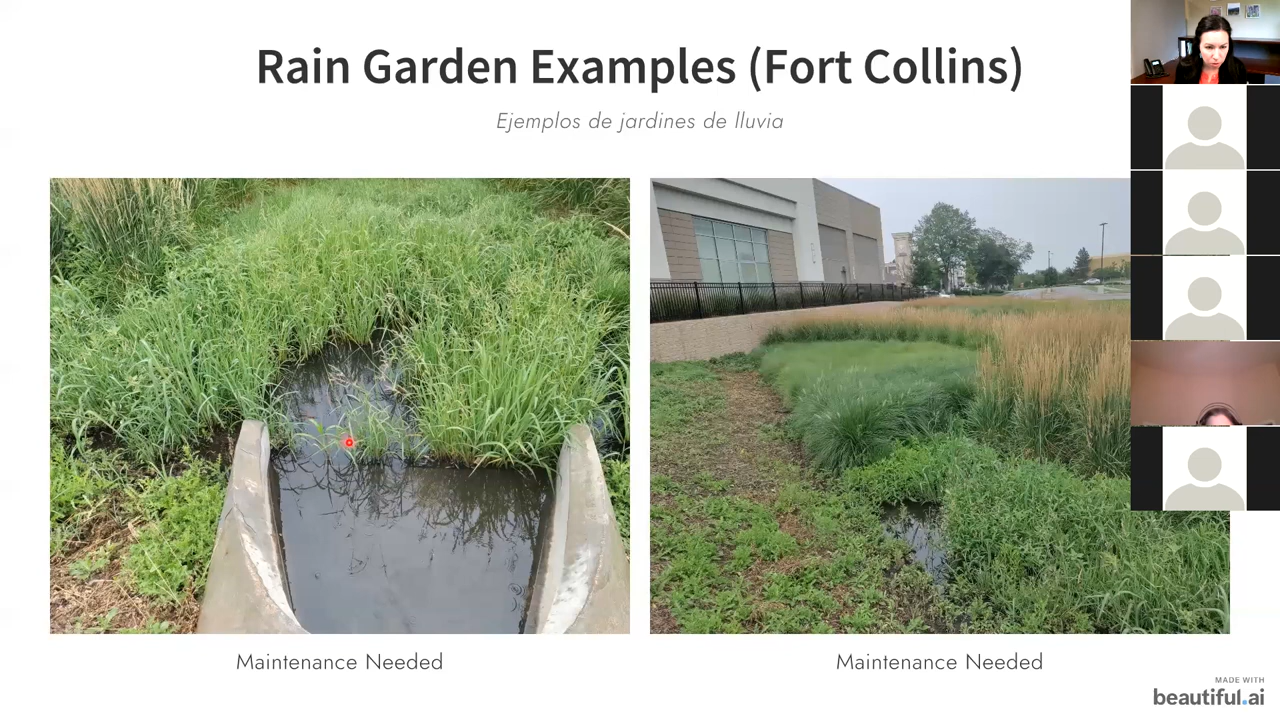 Rain Garden Examples (Fort Collins)
Ejemplos de jardines de lluvia
Maintenance Needed
Maintenance Needed
MADE WITH
beautiful.ai